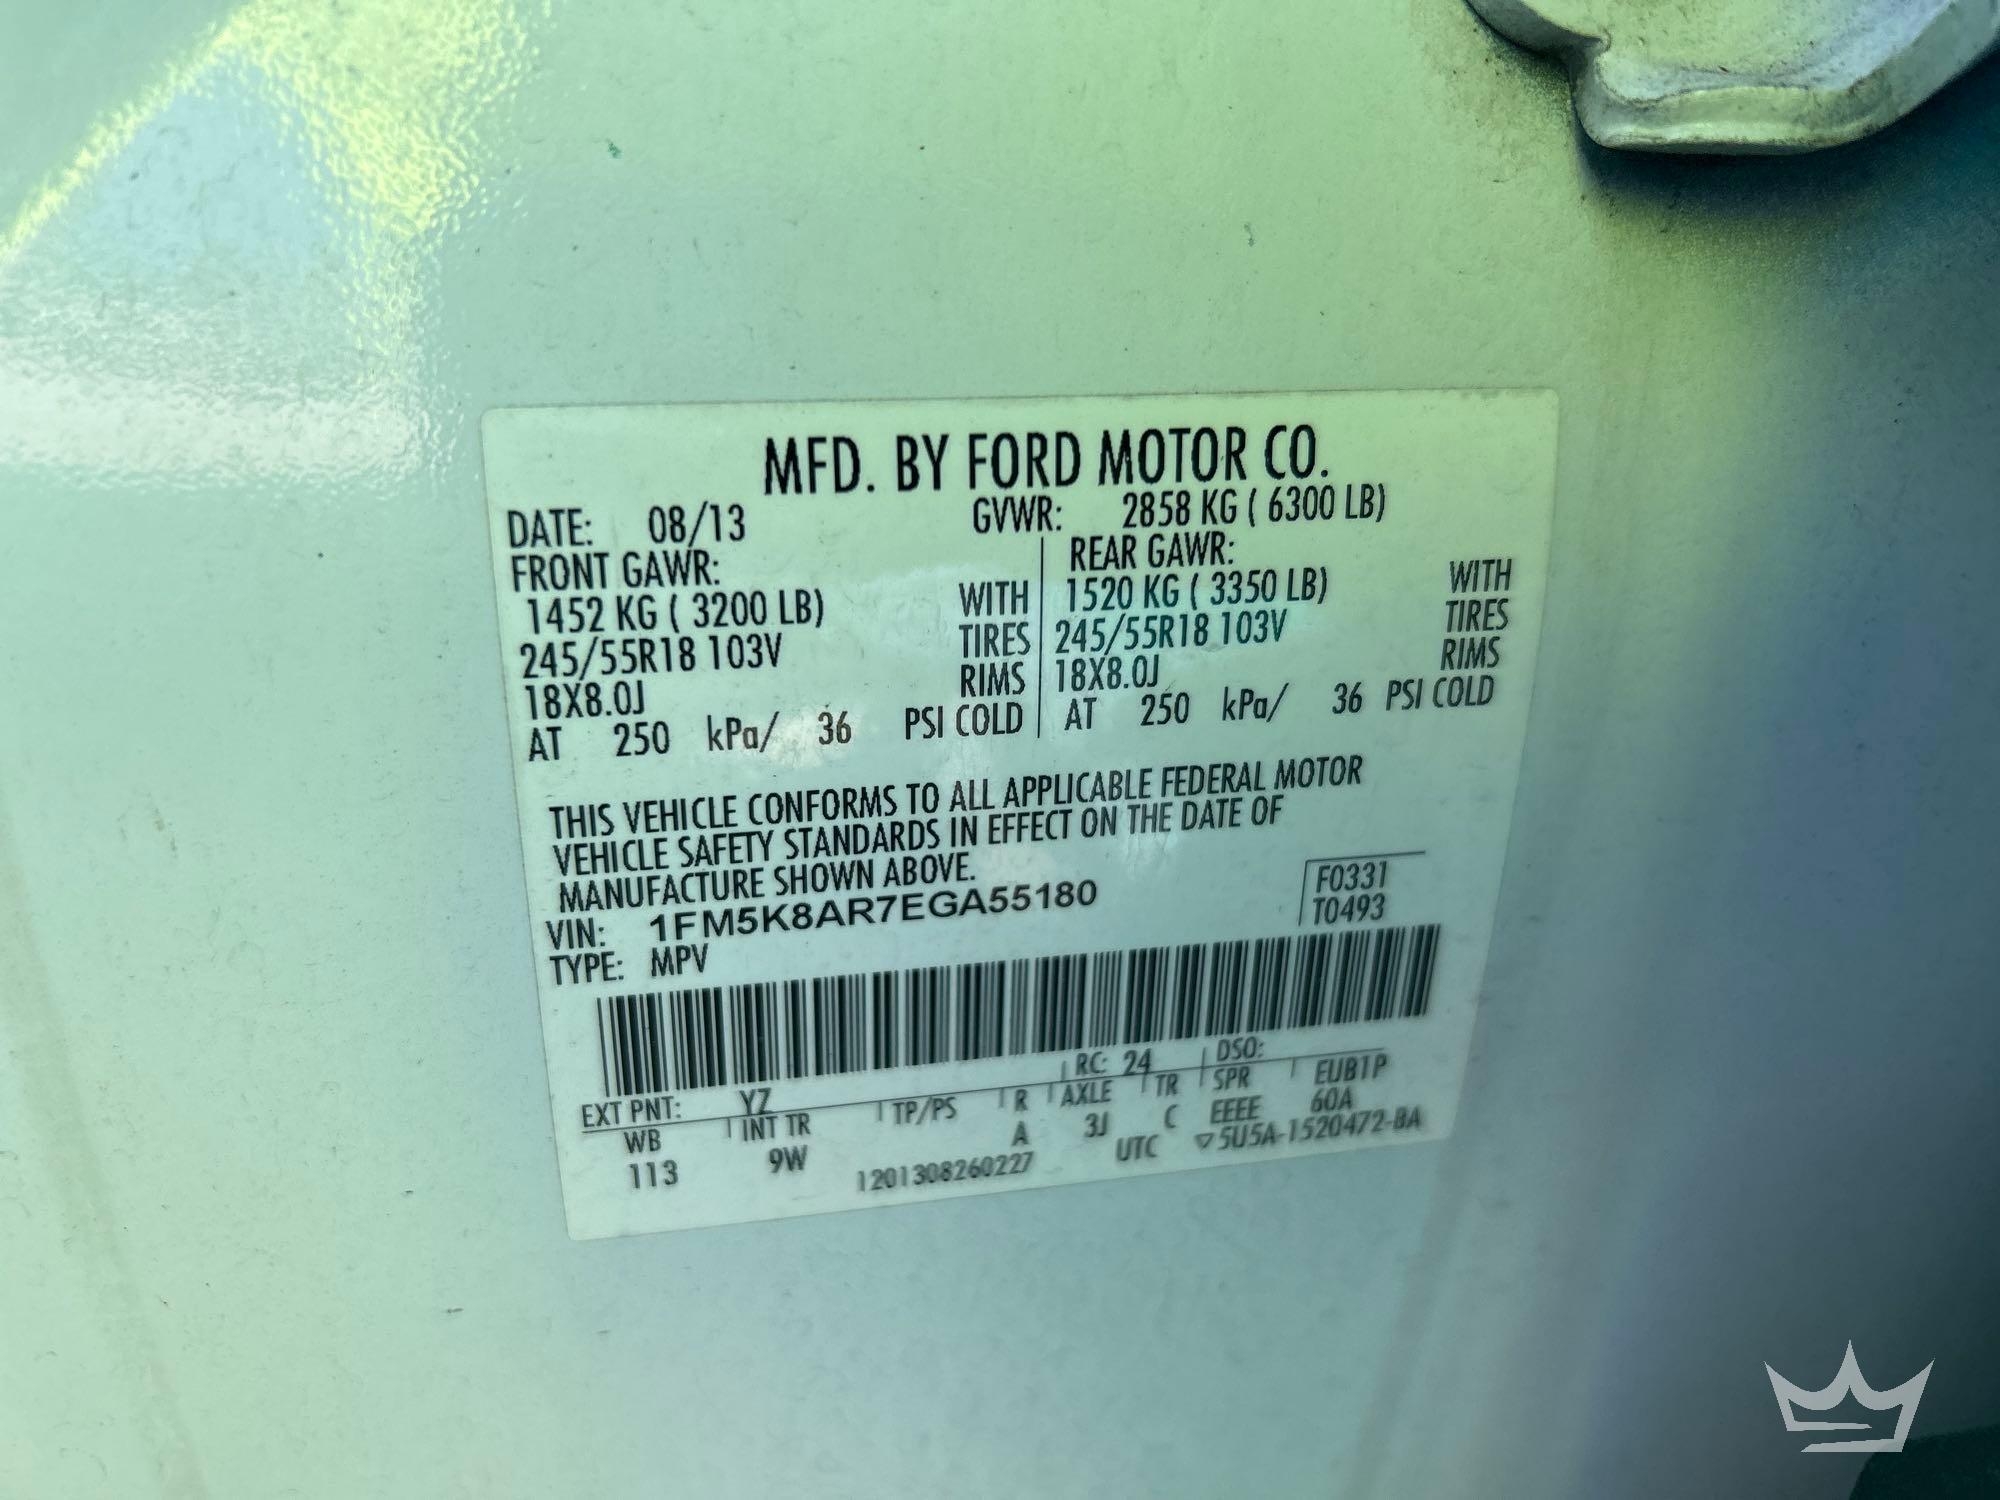 MFD. BY FORD MOTOR CO.
DATE: 08/13 GVWR: 2858 KG ( 6300 LB)
FRONT GAWR: REAR GAWR:
1452 KG ( 3200 LB) WITH 1520 KG ( 3350 LB) WITH
245/55R18 103V TIRES 245/55R18 103V TIRES
18X8.0J RIMS 18X8.0J RIMS
AT 250 kPa/ 36 PSI COLD AT 250 kPa/ 36 PSI COLD
THIS VEHICLE CONFORMS TO ALL APPLICABLE FEDERAL MOTOR
VEHICLE SAFETY STANDARDS IN EFFECT ON THE DATE OF
MANUFACTURE SHOWN ABOVE.
VIN: 1FM5K8AR7EGA55180
F0331
T0493
TYPE: MPV
EXT PNT: YZ RC: 24 DSO:
WB INT TR TP/PS R AXLE TR SPR EUB1P
113 9W A 3J C EEEE 60A
1201308260227 UTC ▽5U5A-1520472-BA